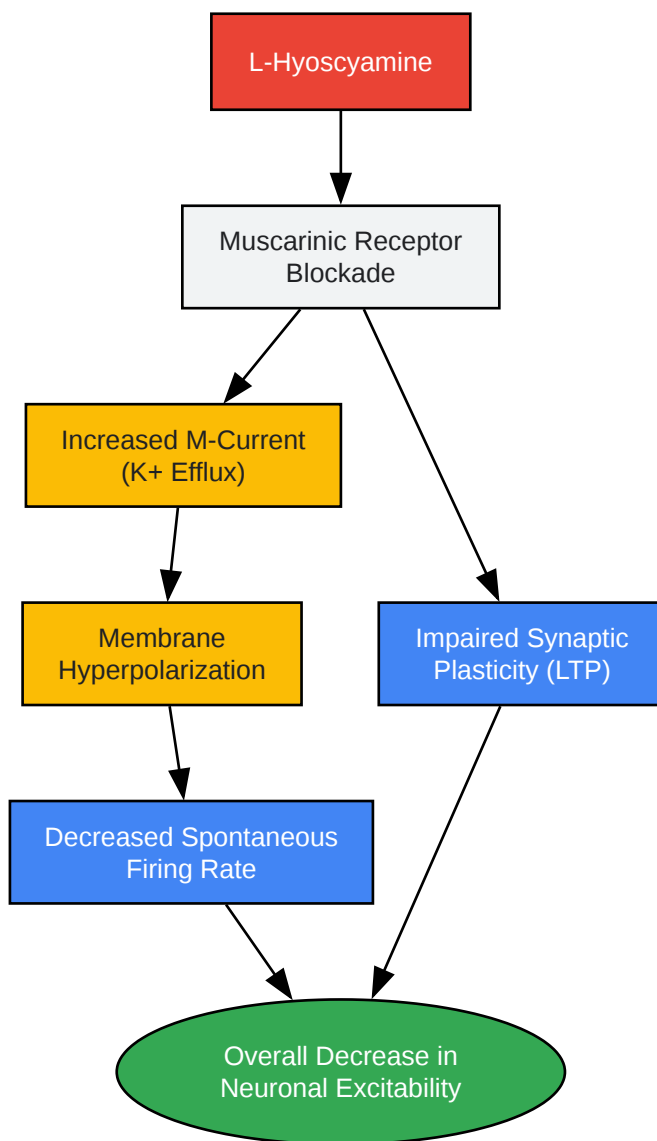 L-Hyoscyamine
Muscarinic Receptor
Blockade
Increased M-Current
(K+ Efflux)
Membrane
Hyperpolarization
Impaired Synaptic
Plasticity (LTP)
Decreased Spontaneous
Firing Rate
Overall Decrease in
Neuronal Excitability